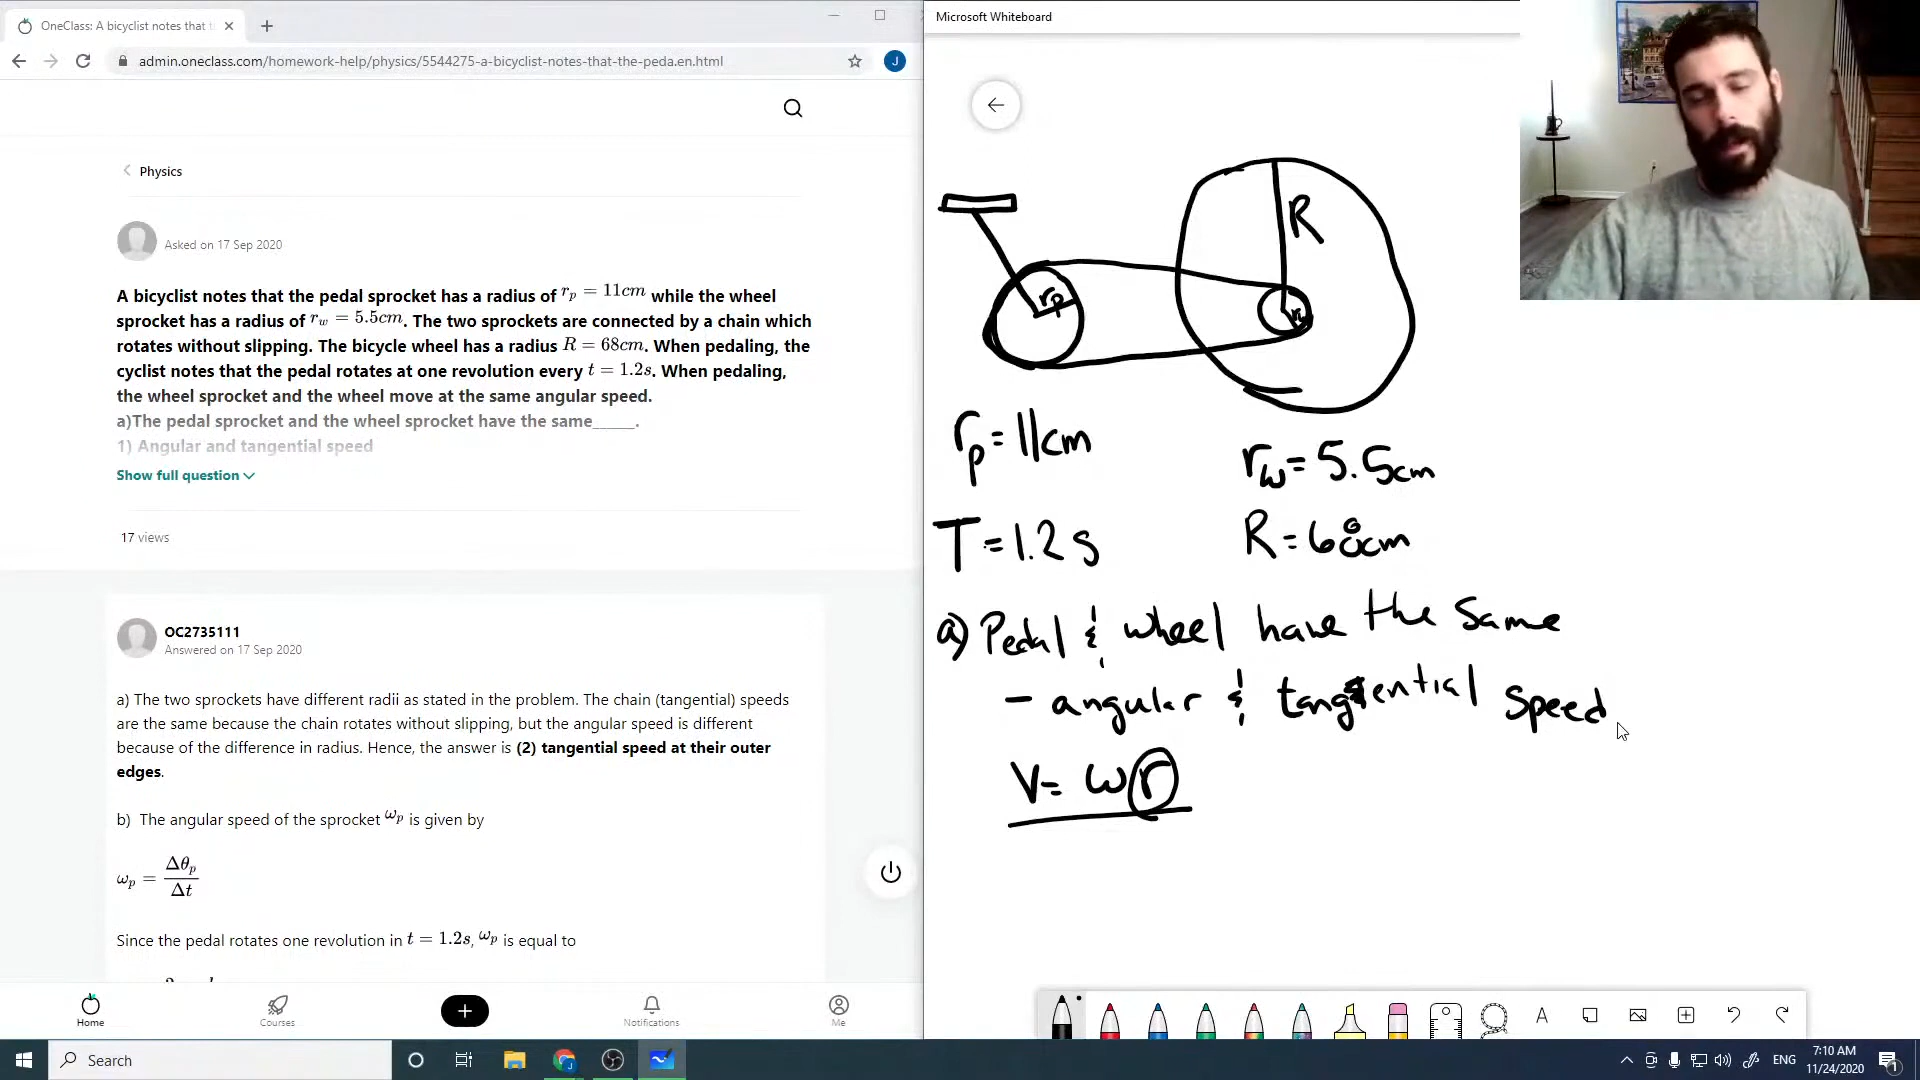 OneClass: A bicyclist notes that t
admin.oneclass.com/homework-help/physics/5544275-a-bicyclist-notes-that-the-peda.en.html
J
Physics
Asked on 17 Sep 2020
A bicyclist notes that the pedal sprocket has a radius of r_p = 11cm while the wheel
sprocket has a radius of r_w = 5.5cm. The two sprockets are connected by a chain which
rotates without slipping. The bicycle wheel has a radius R = 68cm. When pedaling, the
cyclist notes that the pedal rotates at one revolution every t = 1.2s. When pedaling,
the wheel sprocket and the wheel move at the same angular speed.
a)The pedal sprocket and the wheel sprocket have the same_____.
1) Angular and tangential speed
Show full question
17 views
OC2735111
Answered on 17 Sep 2020
a) The two sprockets have different radii as stated in the problem. The chain (tangential) speeds
are the same because the chain rotates without slipping, but the angular speed is different
because of the difference in radius. Hence, the answer is (2) tangential speed at their outer
edges.
b) The angular speed of the sprocket ω_p is given by
ω_p = Δθ_p / Δt
Since the pedal rotates one revolution in t = 1.2s, ω_p is equal to
Home
Courses
Notifications
Me
Microsoft Whiteboard
R
r_p
r_p = 11cm
r_w = 5.5cm
T = 1.2 s
R = 68cm
a) Pedal & wheel have the same
- angular & tangential speed
V = ωr
A
Search
J
ENG
7:10 AM
11/24/2020
1